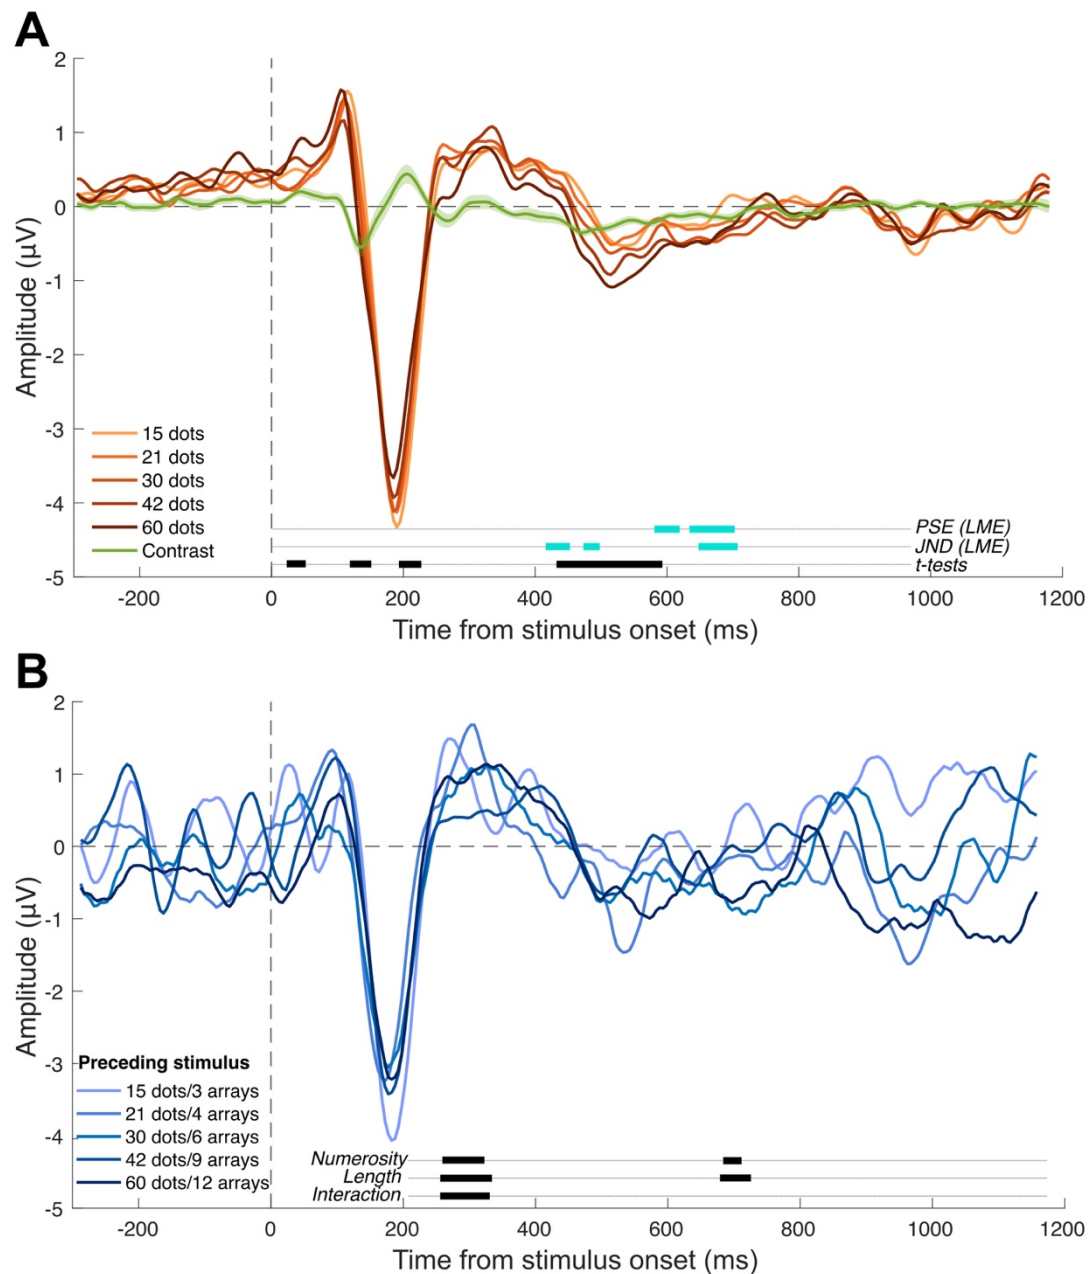 A
2
1
0
-1
-2
-3
-4
-5
Amplitude (µV)
15 dots
21 dots
30 dots
42 dots
60 dots
Contrast
PSE (LME)
JND (LME)
t-tests
-200 0 200 400 600 800 1000 1200
Time from stimulus onset (ms)
B
2
1
0
-1
-2
-3
-4
-5
Amplitude (µV)
Preceding stimulus
15 dots/3 arrays
21 dots/4 arrays
30 dots/6 arrays
42 dots/9 arrays
60 dots/12 arrays
Numerosity
Length
Interaction
-200 0 200 400 600 800 1000 1200
Time from stimulus onset (ms)